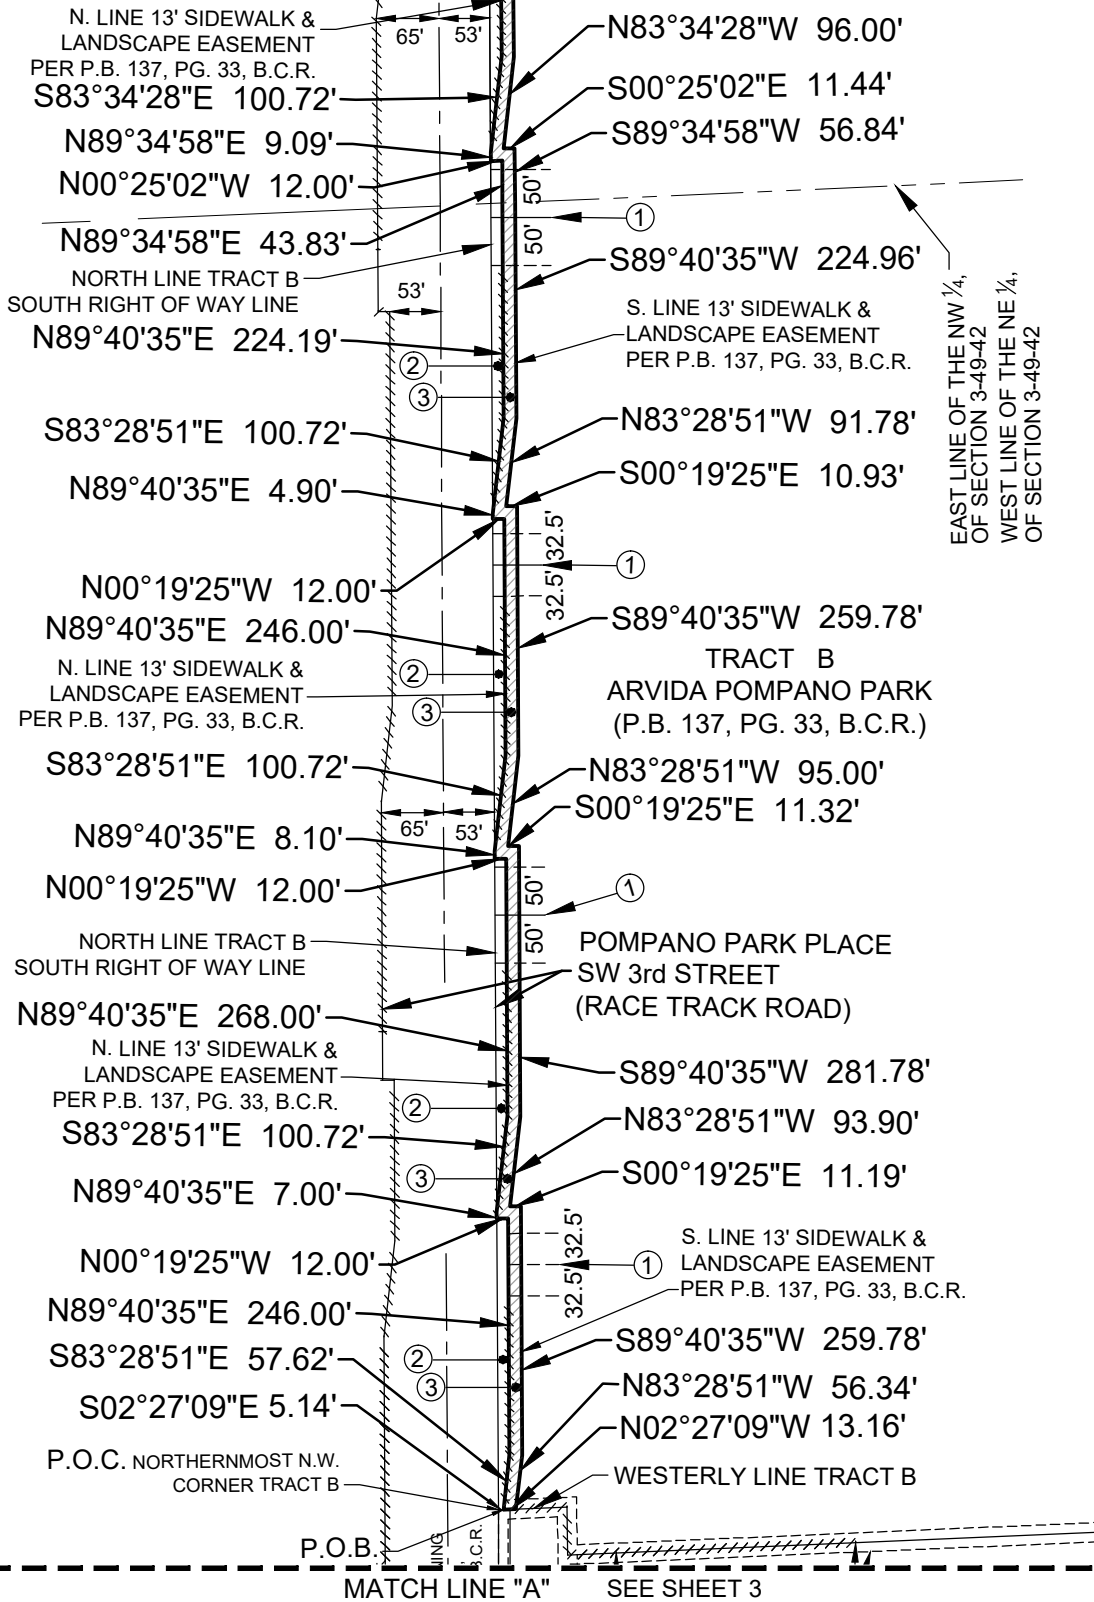 N. LINE 13' SIDEWALK &
LANDSCAPE EASEMENT
PER P.B. 137, PG. 33, B.C.R.
65'
53'
N83°34'28"W 96.00'
S83°34'28"E 100.72'
S00°25'02"E 11.44'
N89°34'58"E 9.09'
S89°34'58"W 56.84'
N00°25'02"W 12.00'
50'
1
N89°34'58"E 43.83'
50'
NORTH LINE TRACT B
SOUTH RIGHT OF WAY LINE
S89°40'35"W 224.96'
EAST LINE OF THE NW 1/4,
OF SECTION 3-49-42
WEST LINE OF THE NE 1/4,
OF SECTION 3-49-42
53'
S. LINE 13' SIDEWALK &
LANDSCAPE EASEMENT
PER P.B. 137, PG. 33, B.C.R.
N89°40'35"E 224.19'
2
3
S83°28'51"E 100.72'
N83°28'51"W 91.78'
N89°40'35"E 4.90'
S00°19'25"E 10.93'
32.5'
1
32.5'
N00°19'25"W 12.00'
N89°40'35"E 246.00'
S89°40'35"W 259.78'
N. LINE 13' SIDEWALK &
LANDSCAPE EASEMENT
PER P.B. 137, PG. 33, B.C.R.
2
3
TRACT B
ARVIDA POMPANO PARK
(P.B. 137, PG. 33, B.C.R.)
S83°28'51"E 100.72'
N83°28'51"W 95.00'
65'
53'
S00°19'25"E 11.32'
N89°40'35"E 8.10'
N00°19'25"W 12.00'
50'
1
50'
NORTH LINE TRACT B
SOUTH RIGHT OF WAY LINE
POMPANO PARK PLACE
SW 3rd STREET
(RACE TRACK ROAD)
N89°40'35"E 268.00'
N. LINE 13' SIDEWALK &
LANDSCAPE EASEMENT
PER P.B. 137, PG. 33, B.C.R.
S89°40'35"W 281.78'
2
N83°28'51"W 93.90'
S83°28'51"E 100.72'
3
S00°19'25"E 11.19'
N89°40'35"E 7.00'
32.5'
1
32.5'
N00°19'25"W 12.00'
S. LINE 13' SIDEWALK &
LANDSCAPE EASEMENT
PER P.B. 137, PG. 33, B.C.R.
N89°40'35"E 246.00'
S89°40'35"W 259.78'
S83°28'51"E 57.62'
2
3
N83°28'51"W 56.34'
S02°27'09"E 5.14'
N02°27'09"W 13.16'
P.O.C. NORTHERNMOST N.W.
CORNER TRACT B
WESTERLY LINE TRACT B
P.O.B.
B.C.R.
MATCH LINE "A" SEE SHEET 3